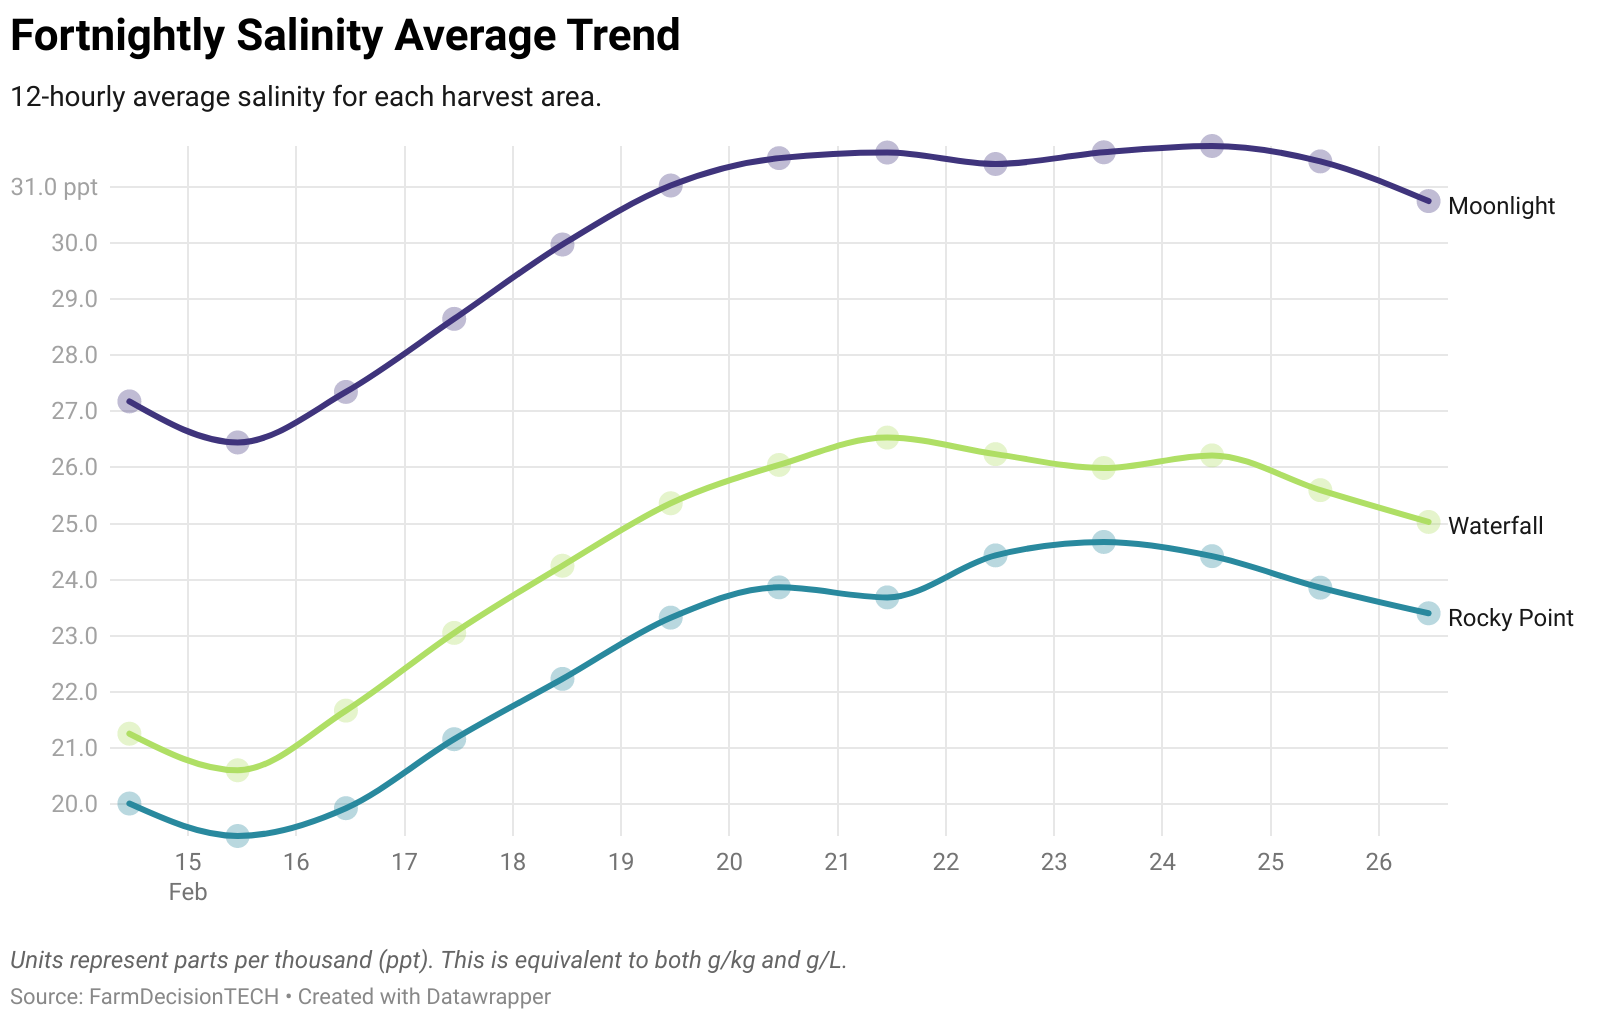 Fortnightly Salinity Average Trend
12-hourly average salinity for each harvest area.
31.0 ppt
30.0
29.0
28.0
27.0
26.0
25.0
24.0
23.0
22.0
21.0
20.0
Moonlight
Waterfall
Rocky Point
15 16 17 18 19 20 21 22 23 24 25 26
Feb
Units represent parts per thousand (ppt). This is equivalent to both g/kg and g/L.
Source: FarmDecisionTECH • Created with Datawrapper